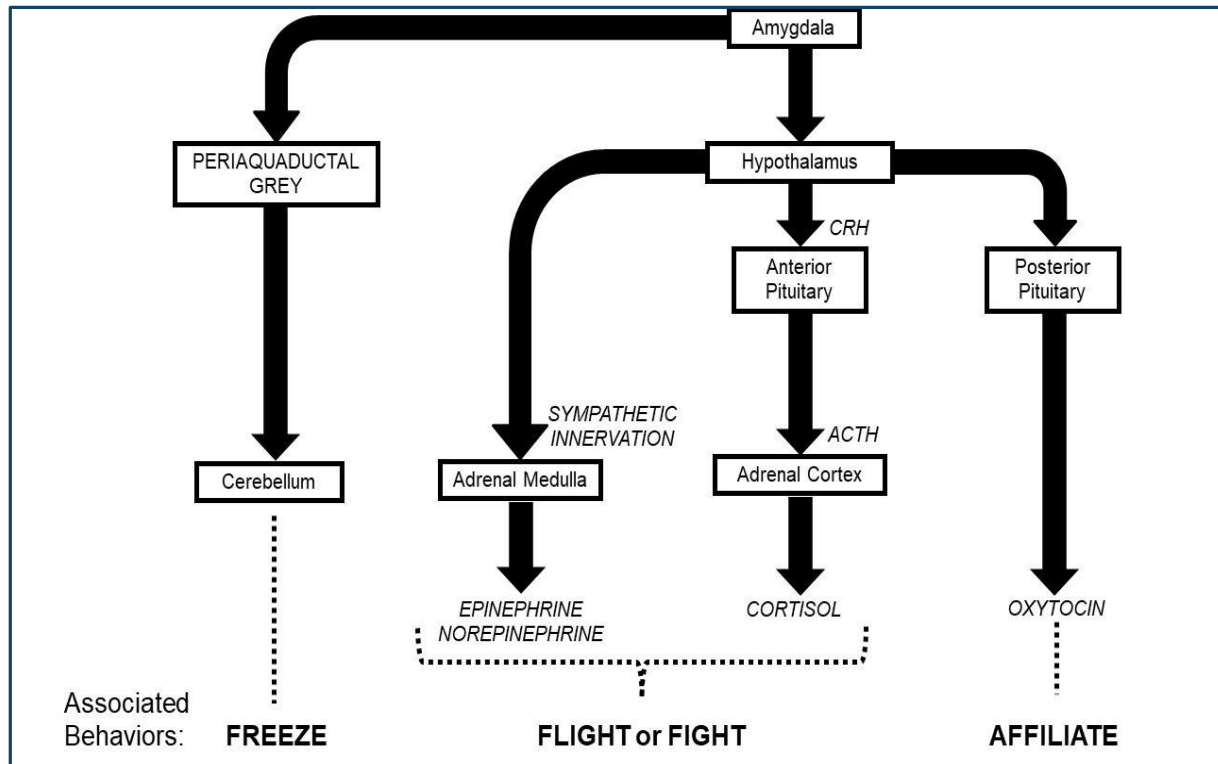 Amygdala
PERIAQUADUCTAL
GREY
Hypothalamus
CRH
Anterior
Pituitary
Posterior
Pituitary
SYMPATHETIC
INNERVATION
ACTH
Cerebellum
Adrenal Medulla
Adrenal Cortex
EPINEPHRINE
NOREPINEPHRINE
CORTISOL
OXYTOCIN
Associated
Behaviors:
FREEZE
FLIGHT or FIGHT
AFFILIATE